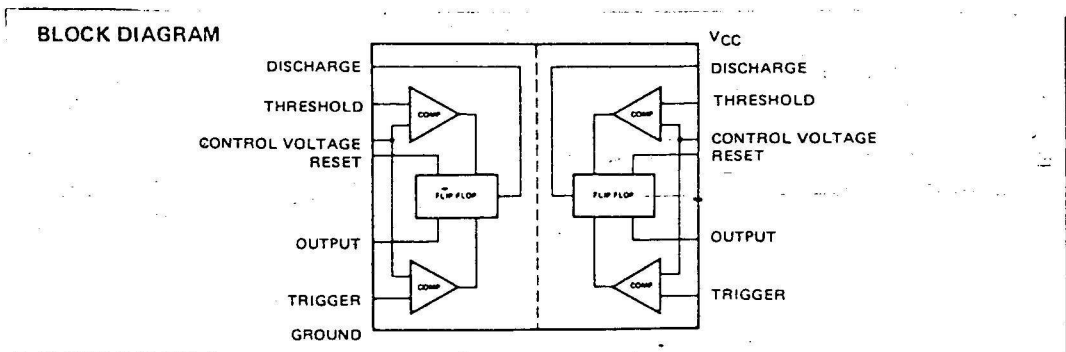 BLOCK DIAGRAM
VCC
DISCHARGE
DISCHARGE
THRESHOLD
COMP
COMP
THRESHOLD
CONTROL VOLTAGE
CONTROL VOLTAGE
RESET
RESET
FLIP FLOP
FLIP FLOP
OUTPUT
OUTPUT
COMP
COMP
TRIGGER
TRIGGER
GROUND